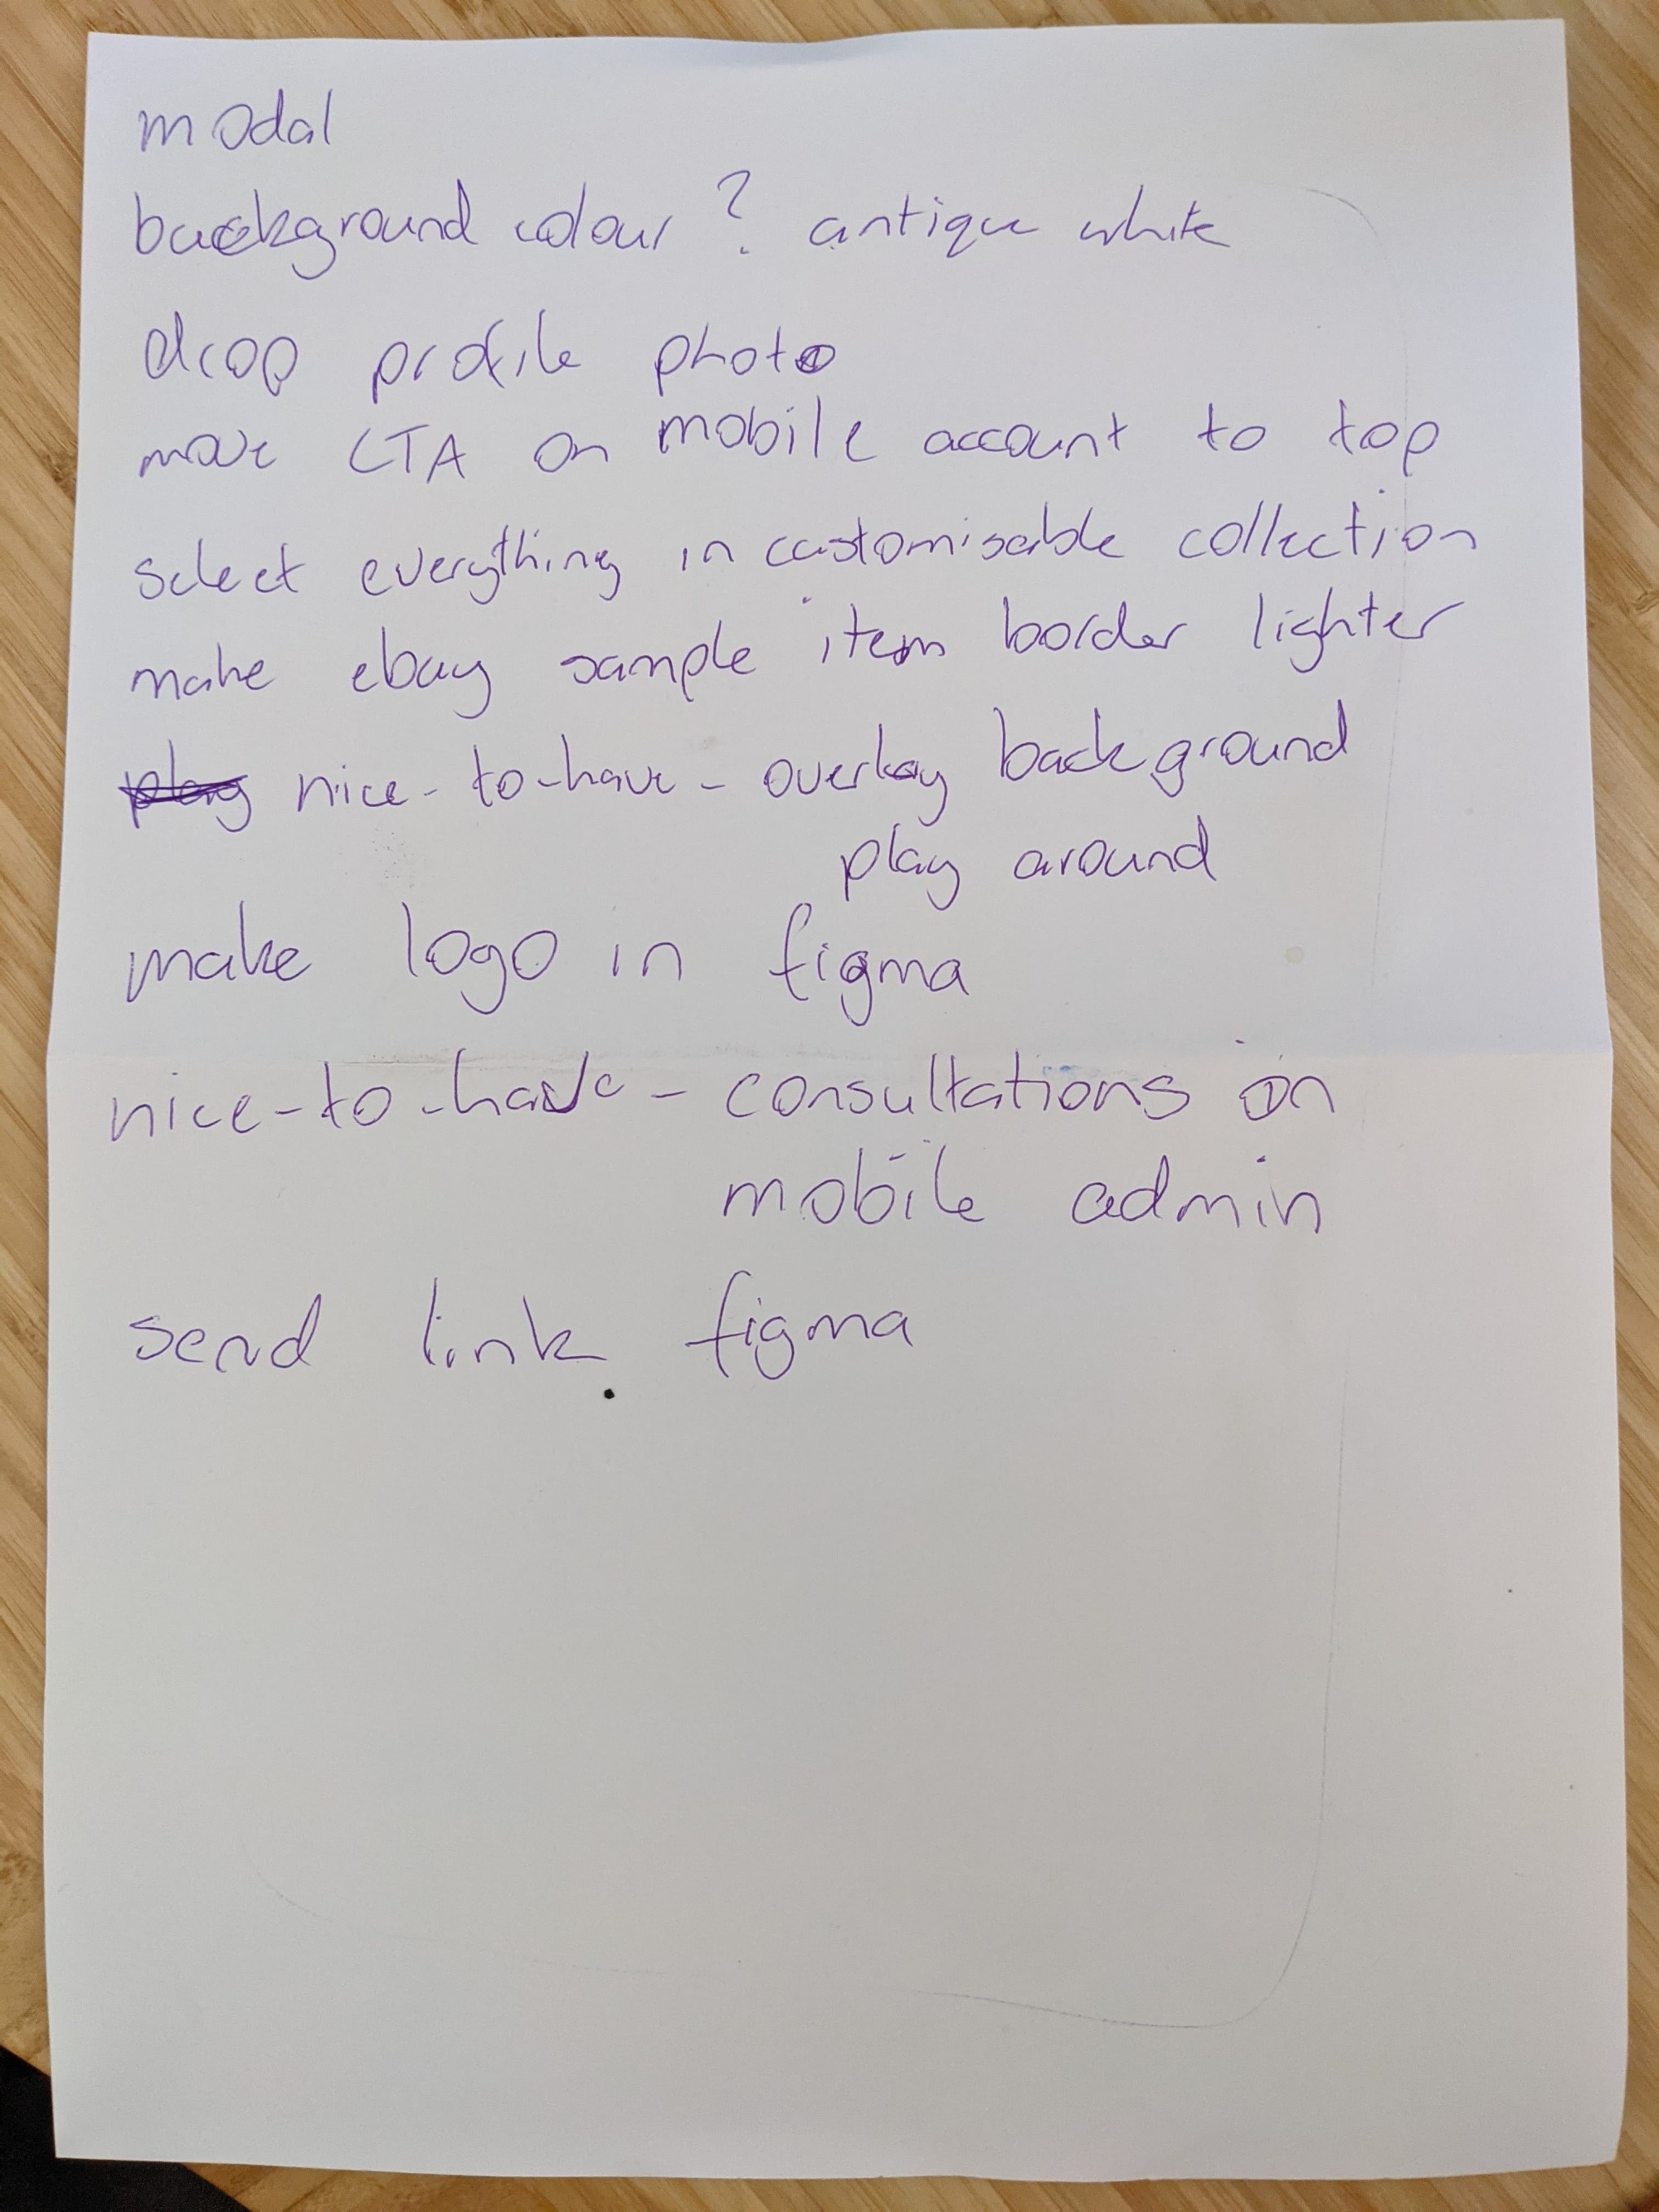 modal
background colour ? antique white
drop profile photo
move CTA on mobile account to top
select everything in customisable collection
make ebay sample item border lighter
play nice-to-have - overlay background
play around
make logo in figma
nice-to-have - consultations on
mobile admin
send link figma